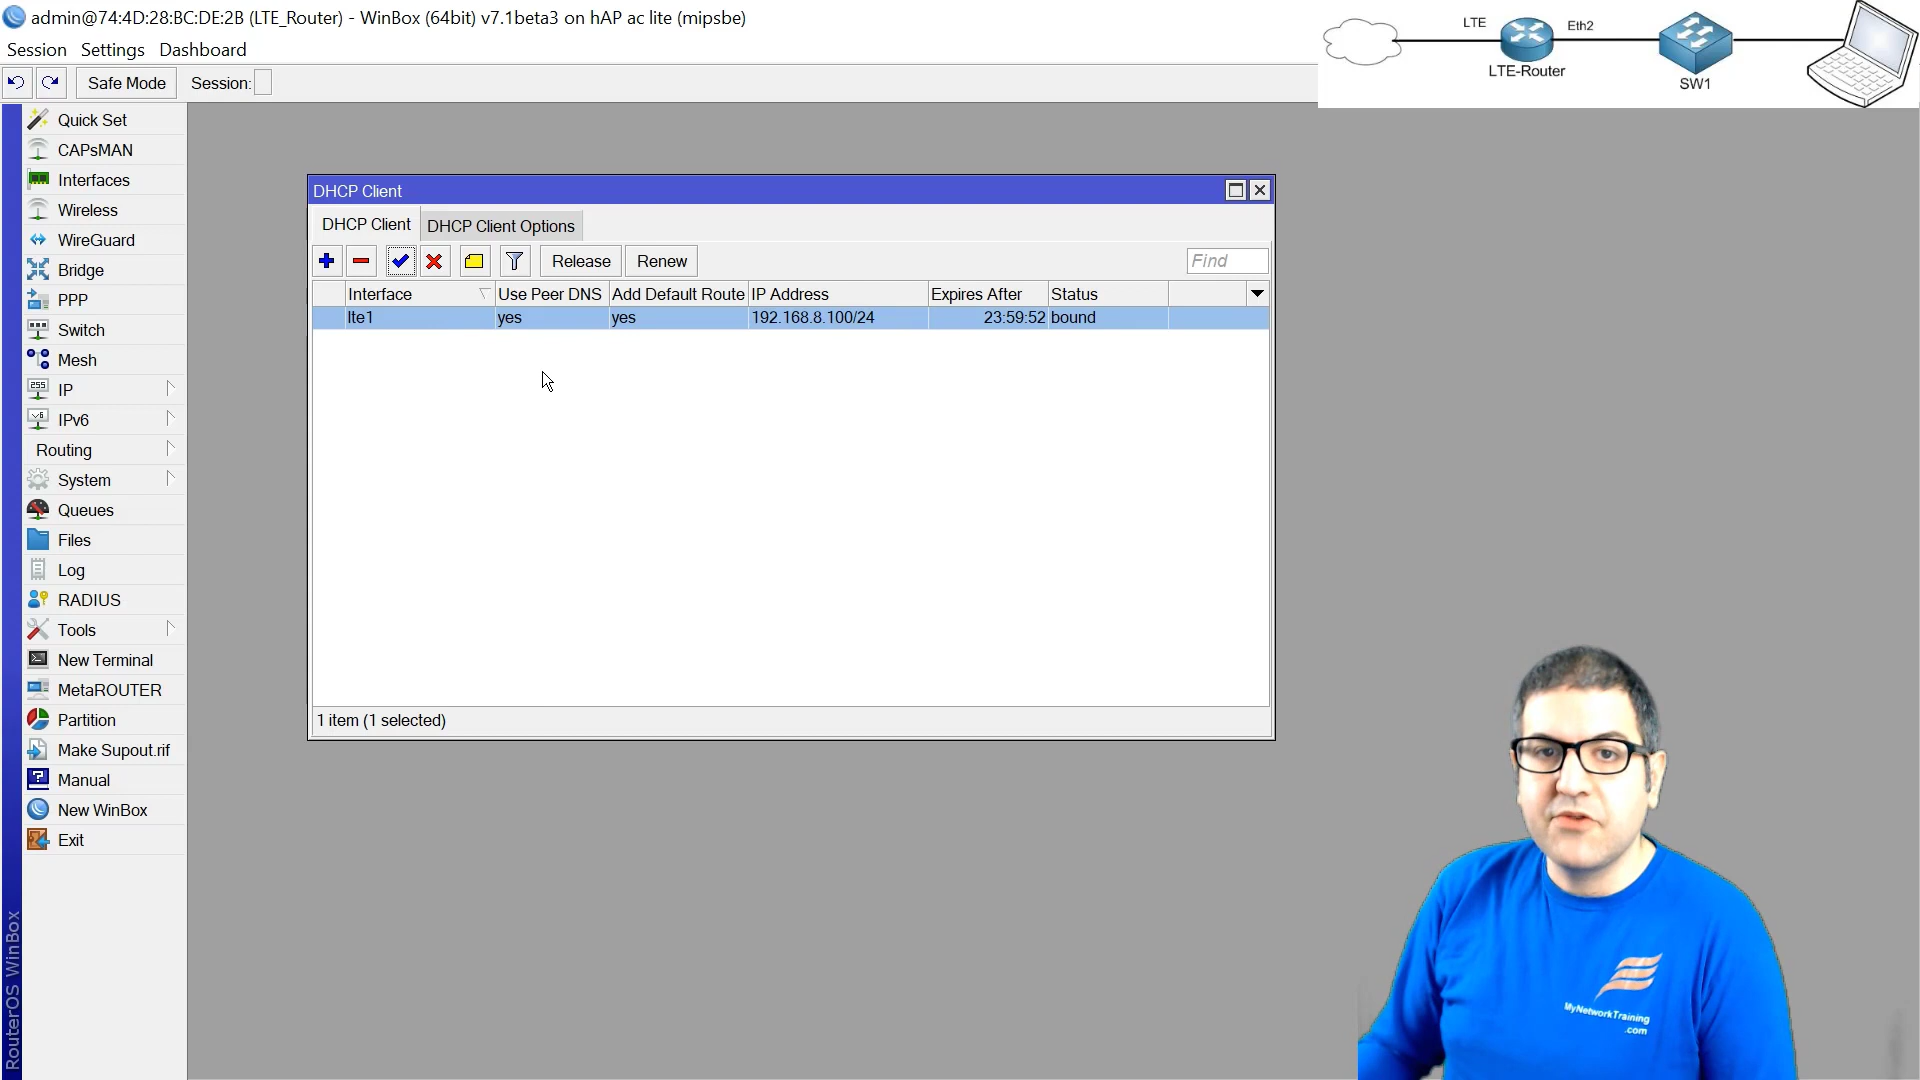 admin@74:4D:28:BC:DE:2B (LTE_Router) - WinBox (64bit) v7.1beta3 on hAP ac lite (mipsbe)
Session Settings Dashboard
Safe Mode Session:
LTE
Eth2
LTE-Router
SW1
Quick Set
CAPsMAN
Interfaces
Wireless
WireGuard
Bridge
PPP
Switch
Mesh
IP
IPv6
Routing
System
Queues
Files
Log
RADIUS
Tools
New Terminal
MetaROUTER
Partition
Make Supout.rif
Manual
New WinBox
Exit
RouterOS WinBox
DHCP Client
DHCP Client DHCP Client Options
Release Renew Find
Interface Use Peer DNS Add Default Route IP Address Expires After Status
lte1 yes yes 192.168.8.100/24 23:59:52 bound
1 item (1 selected)
MyNetworkTraining
.com